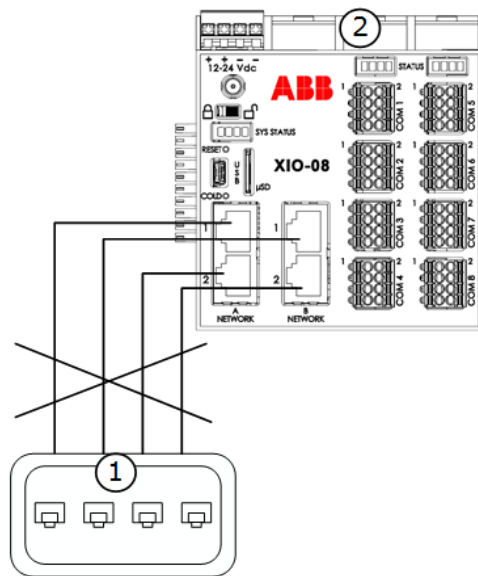 2
+ + − −
12-24 Vdc
ABB
STATUS
SYS STATUS
RESET
USB
XIO-08
µSD
COLD
1 2 COM 1
1 2 COM 5
1 2 COM 2
1 2 COM 6
1 2 COM 3
1 2 COM 7
1 2 COM 4
1 2 COM 8
1 1
2 2
A NETWORK
B NETWORK
1